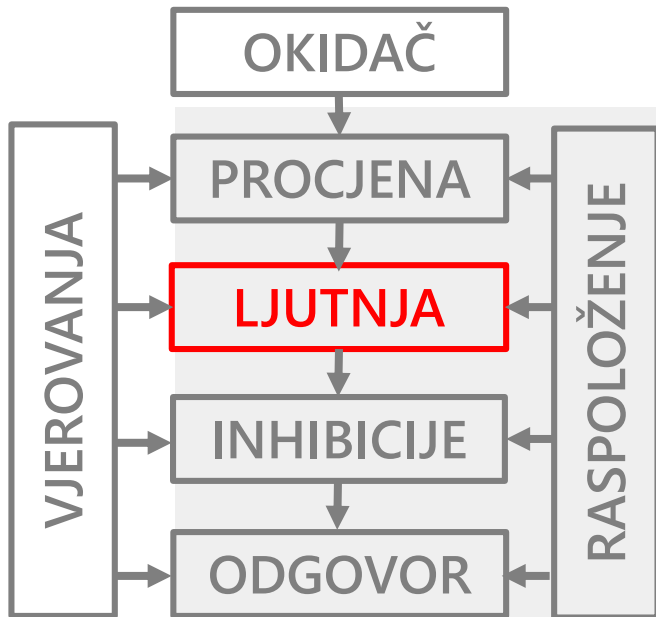 OKIDAČ
PROCJENA
LJUTNJA
INHIBICIJE
ODGOVOR
VJEROVANJA
RASPOLOŽENJE